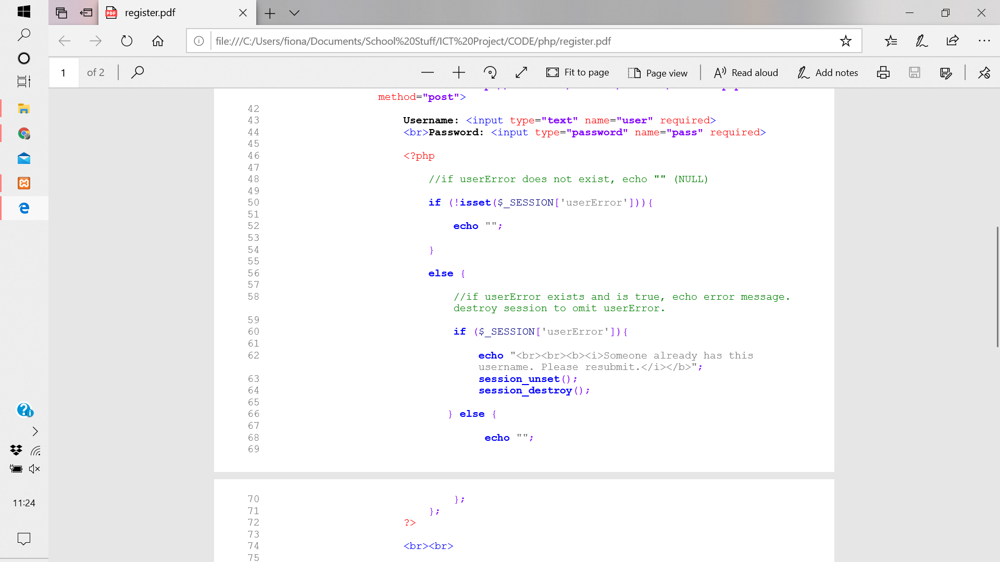 register.pdf
file:///C:/Users/fiona/Documents/School%20Stuff/ICT%20Project/CODE/php/register.pdf
1 of 2 Fit to page Page view Read aloud Add notes
method="post">
42
43 Username: <input type="text" name="user" required>
44 <br>Password: <input type="password" name="pass" required>
45
46 <?php
47
48 //if userError does not exist, echo "" (NULL)
49
50 if (!isset($_SESSION['userError'])){
51
52 echo "";
53
54 }
55
56 else {
57
58 //if userError exists and is true, echo error message.
destroy session to omit userError.
59
60 if ($_SESSION['userError']){
61
62 echo "<br><br><b><i>Someone already has this
username. Please resubmit.</i></b>";
63 session_unset();
64 session_destroy();
65
66 } else {
67
68 echo "";
69
70 };
71 };
72 ?>
73
74 <br><br>
75
11:24